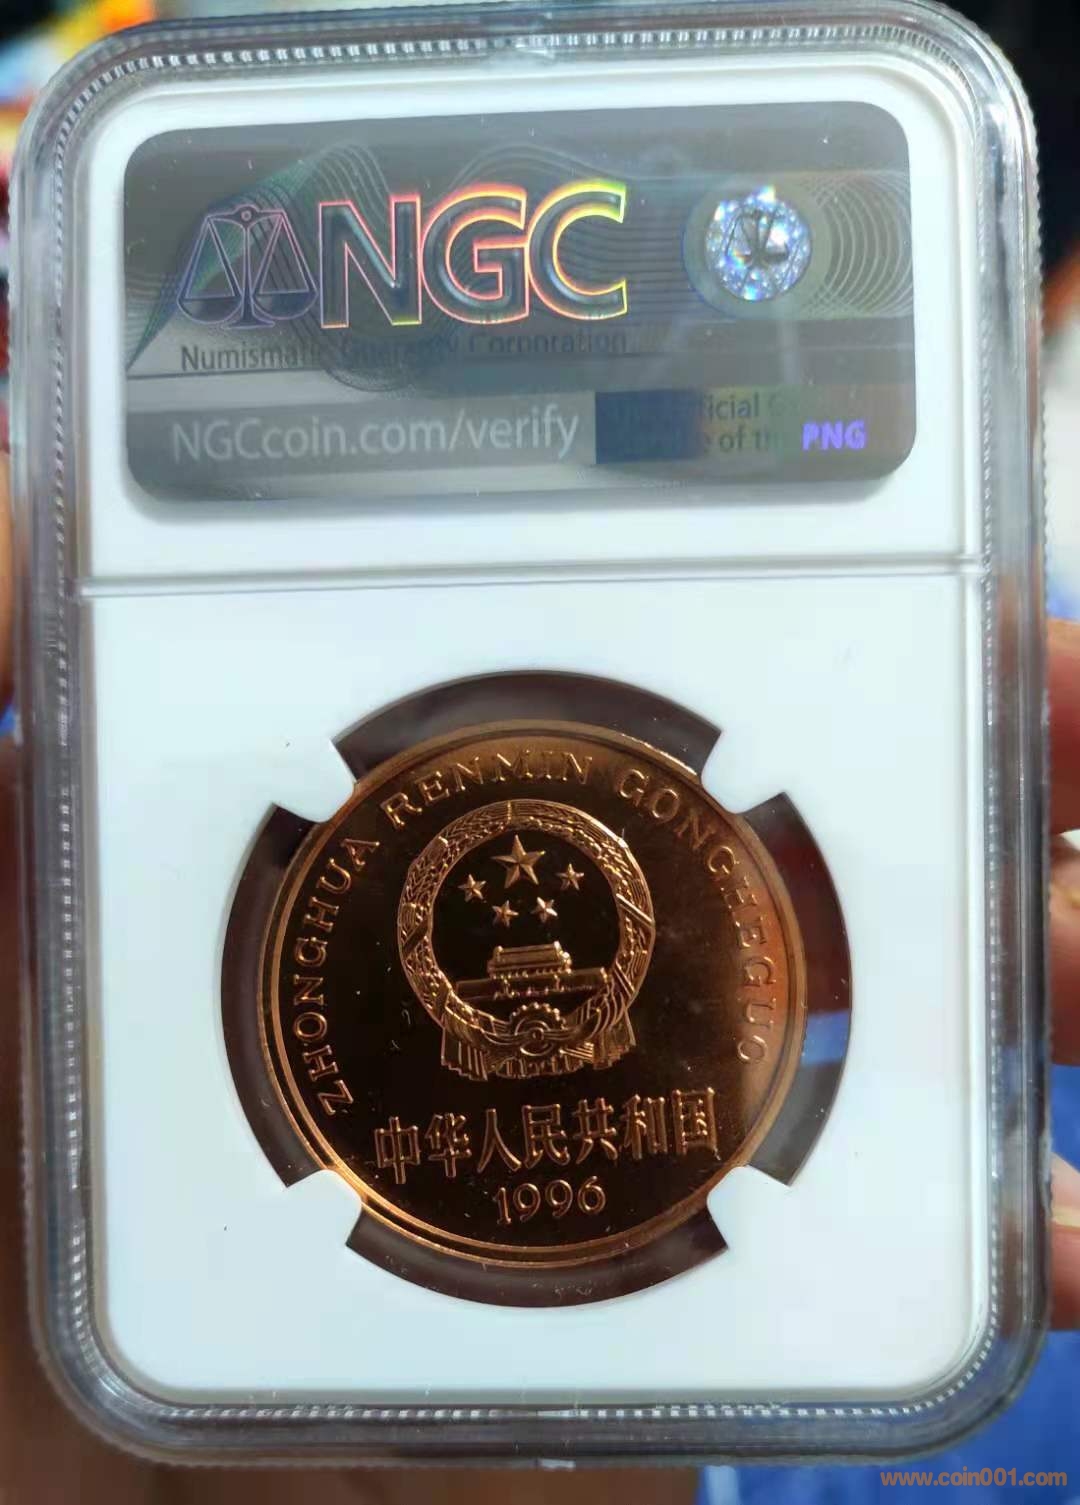 NGC
Numismatic Guaranty Corporation
NGCcoin.com/verify
PNG
ZHONGHUA RENMIN GONGHEGUO
中华人民共和国
1996
www.coin001.com